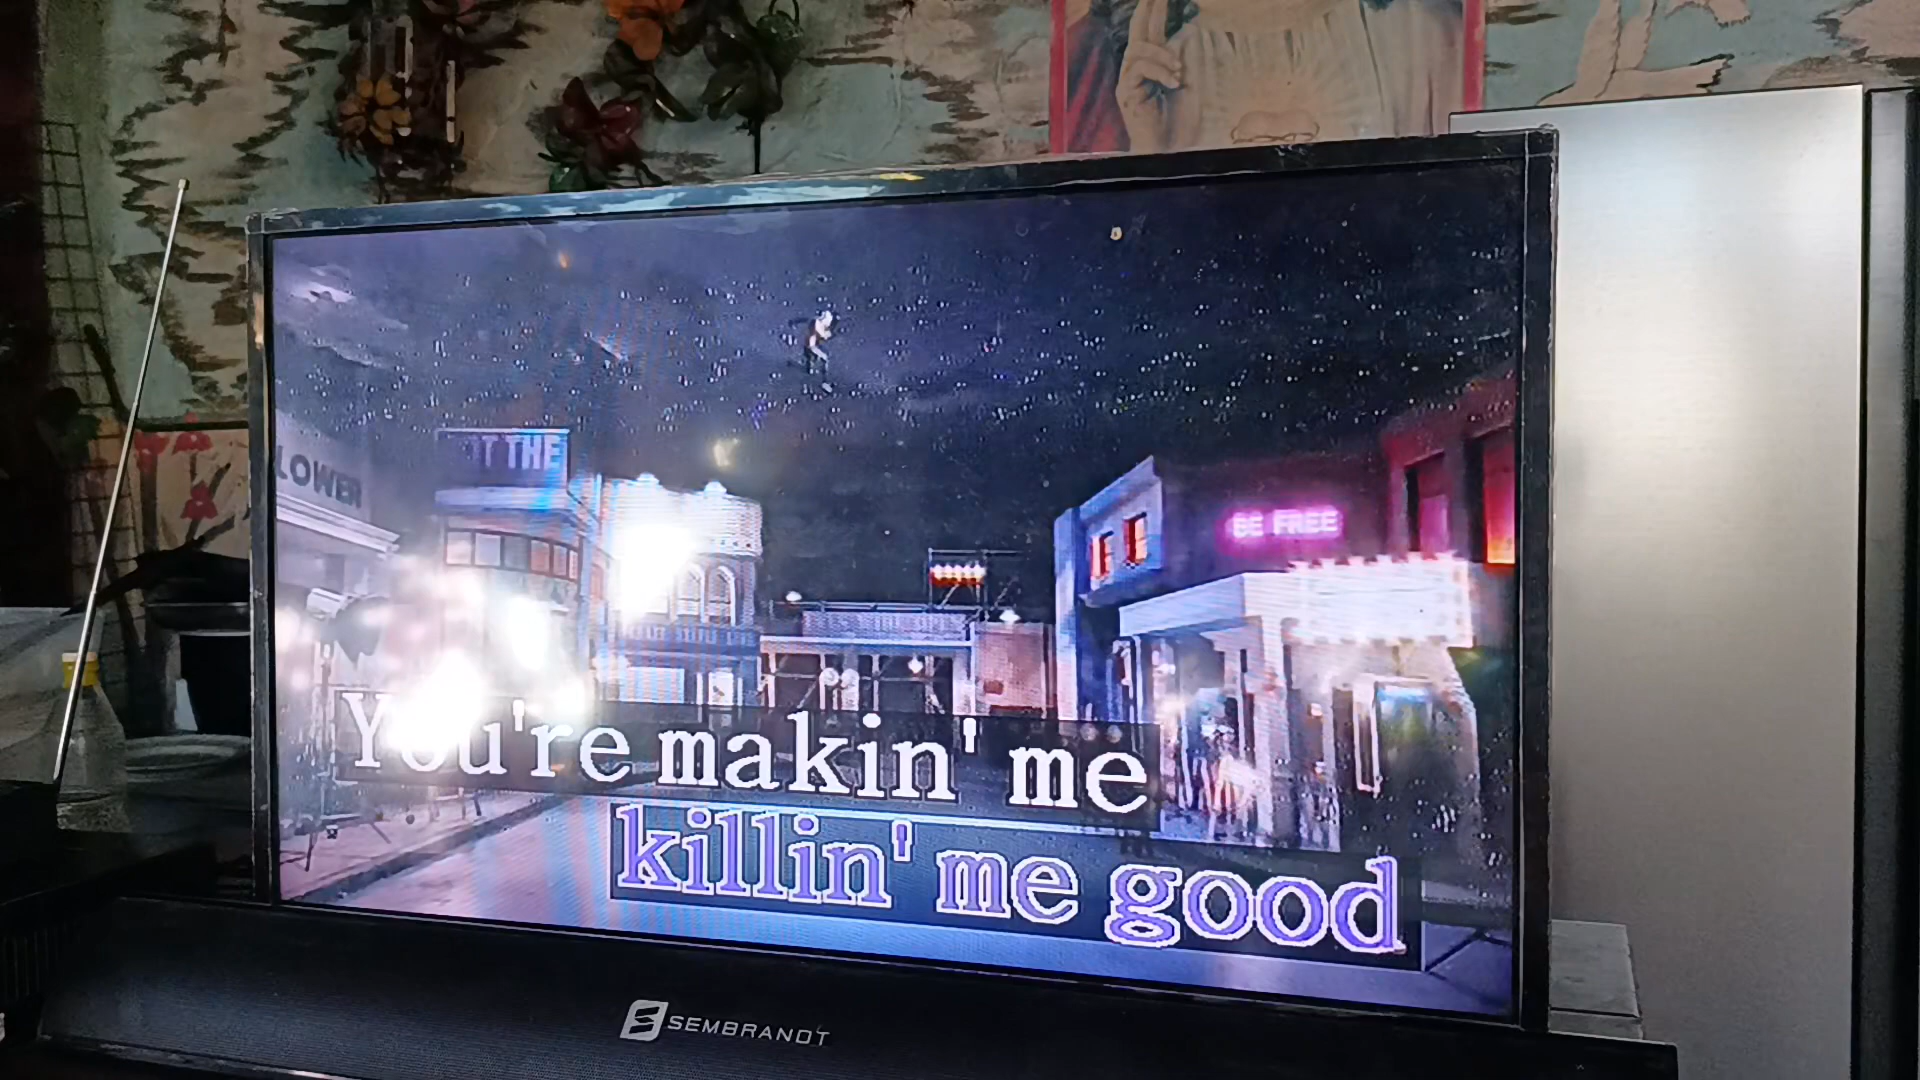 LOWER
T THE
BE FREE
You're makin' me
killin' me good
SEMBRANDT